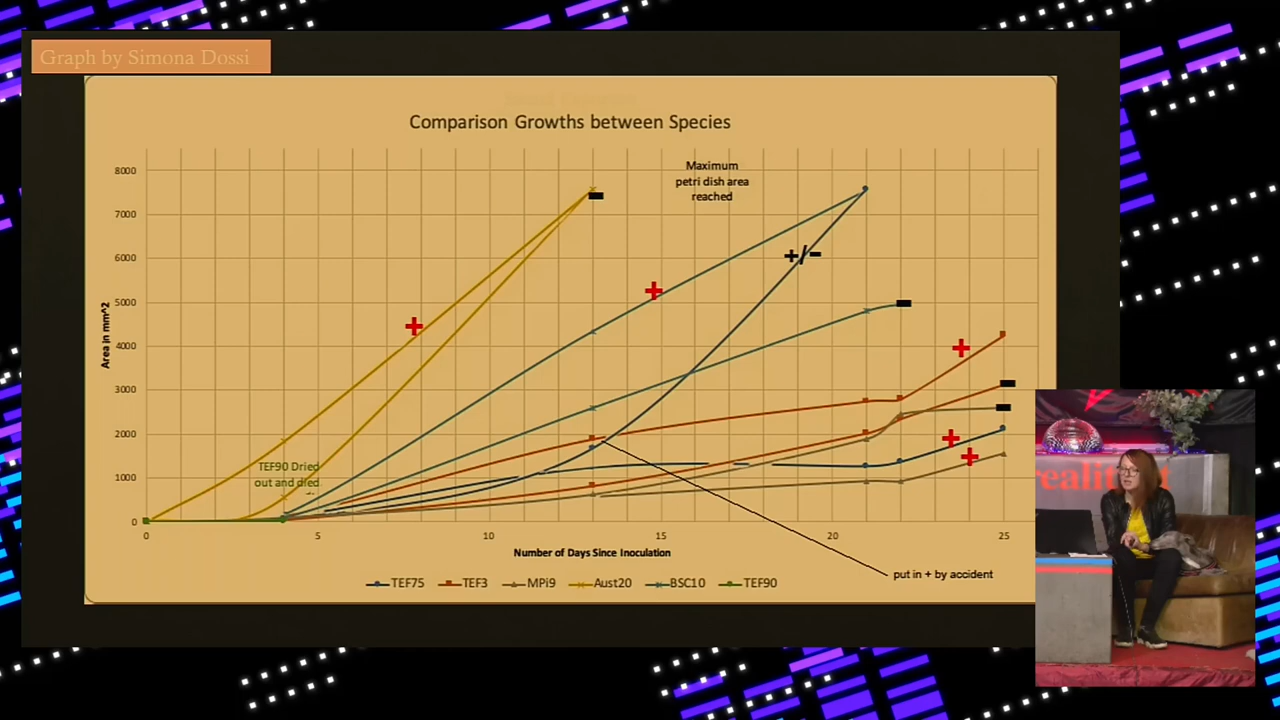 Graph by Simona Dossi
Comparison Growths between Species
Maximum
petri dish area
reached
8000
7000
6000
5000
4000
3000
2000
1000
0
Area in mm^2
+
+
+/-
+
+
+
TEF90 Dried
out and died.
0
5
10
15
20
25
Number of Days Since Inoculation
put in + by accident
TEF75
TEF3
MPi9
Aust20
BSC10
TEF90